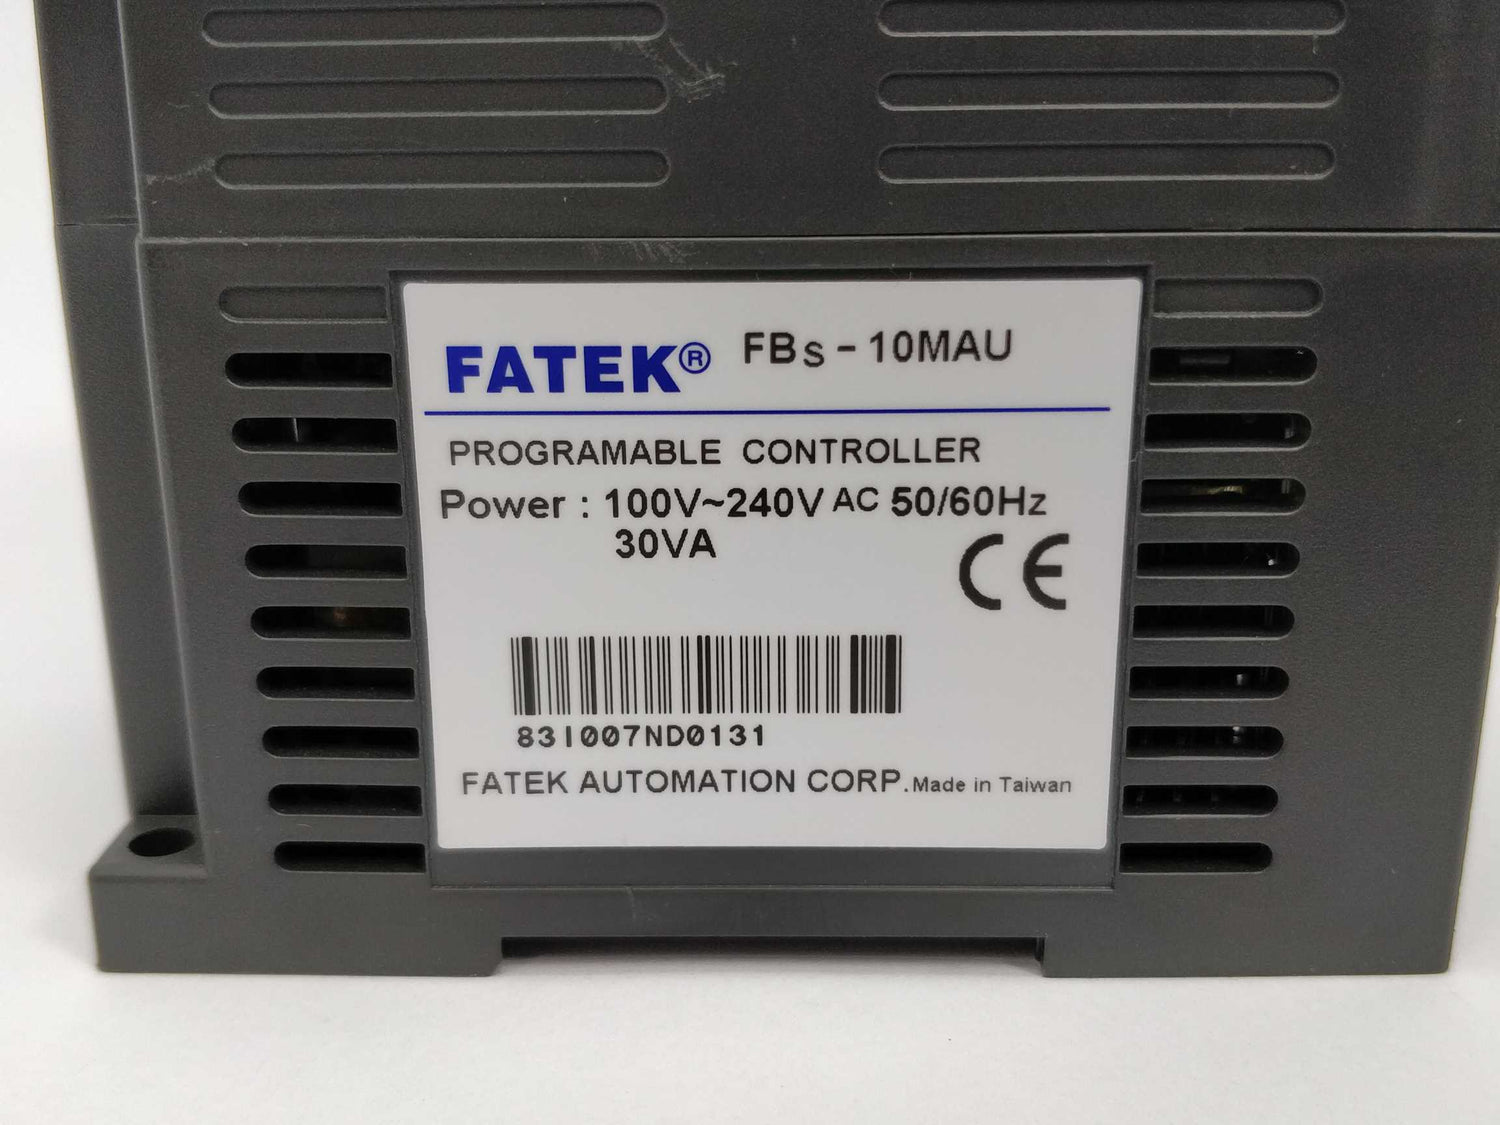 FATEK® FBs-10MAU
PROGRAMABLE CONTROLLER
Power : 100V~240V AC 50/60Hz
30VA
CE
831007ND0131
FATEK AUTOMATION CORP. Made in Taiwan